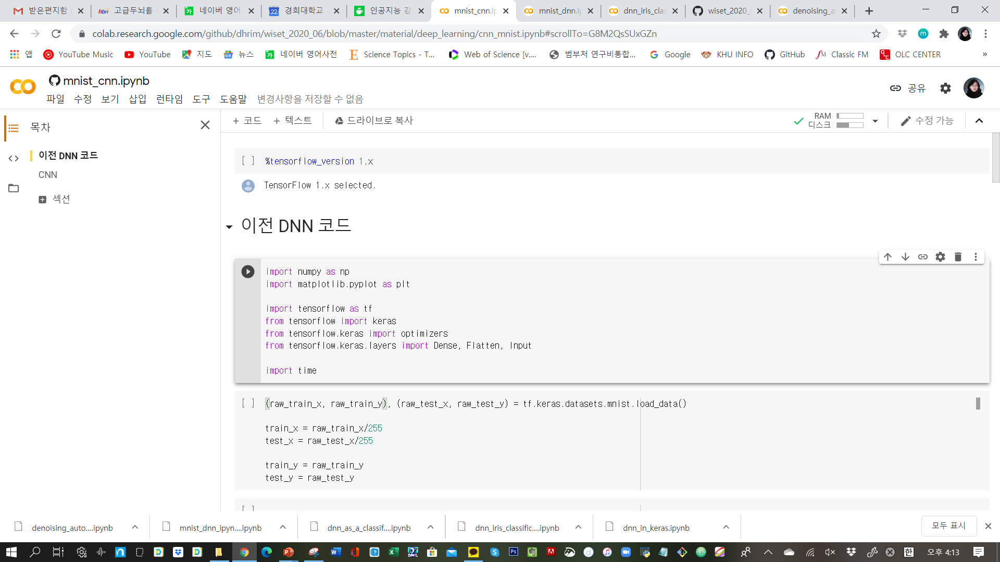 받은편지함
고급두뇌를
네이버 영어
경희대학교
인공지능 강
mnist_cnn.ip
mnist_dnn.ip
dnn_iris_clas
wiset_2020_
denoising_a
colab.research.google.com/github/dhrim/wiset_2020_06/blob/master/material/deep_learning/cnn_mnist.ipynb#scrollTo=G8M2QsSUxGZn
앱
YouTube Music
YouTube
지도
뉴스
네이버 영어사전
Science Topics - T...
Web of Science [v....
범부처 연구비통합...
Google
KHU INFO
GitHub
Classic FM
OLC CENTER
»
mnist_cnn.ipynb
파일 수정 보기 삽입 런타임 도구 도움말 변경사항을 저장할 수 없음
공유
목차
+ 코드 + 텍스트 드라이브로 복사
RAM
디스크
수정 가능
이전 DNN 코드
CNN
섹션
[ ] %tensorflow_version 1.x
TensorFlow 1.x selected.
이전 DNN 코드
import numpy as np
import matplotlib.pyplot as plt
import tensorflow as tf
from tensorflow import keras
from tensorflow.keras import optimizers
from tensorflow.keras.layers import Dense, Flatten, Input
import time
[ ] (raw_train_x, raw_train_y), (raw_test_x, raw_test_y) = tf.keras.datasets.mnist.load_data()
train_x = raw_train_x/255
test_x = raw_test_x/255
train_y = raw_train_y
test_y = raw_test_y
[ ]
denoising_auto....ipynb
mnist_dnn_ipyn....ipynb
dnn_as_a_classif....ipynb
dnn_iris_classific....ipynb
dnn_in_keras.ipynb
모두 표시
한
오후 4:13